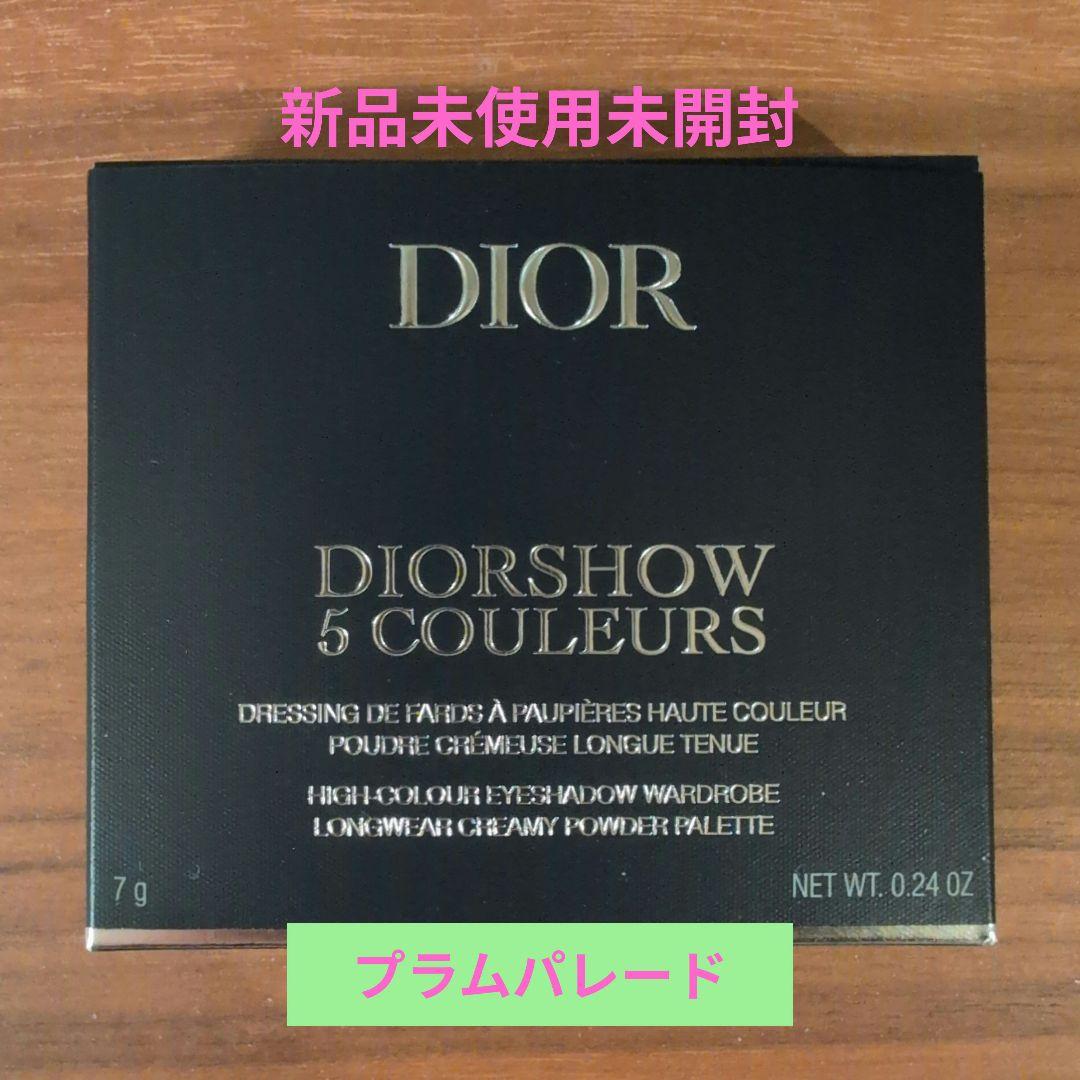 新品未使用未開封
DIOR
DIORSHOW
5 COULEURS
DRESSING DE FARDS À PAUPIÈRES HAUTE COULEUR
POUDRE CRÉMEUSE LONGUE TENUE
HIGH-COLOUR EYESHADOW WARDROBE
LONGWEAR CREAMY POWDER PALETTE
7 g
NET WT. 0.24 OZ
プラムパレード